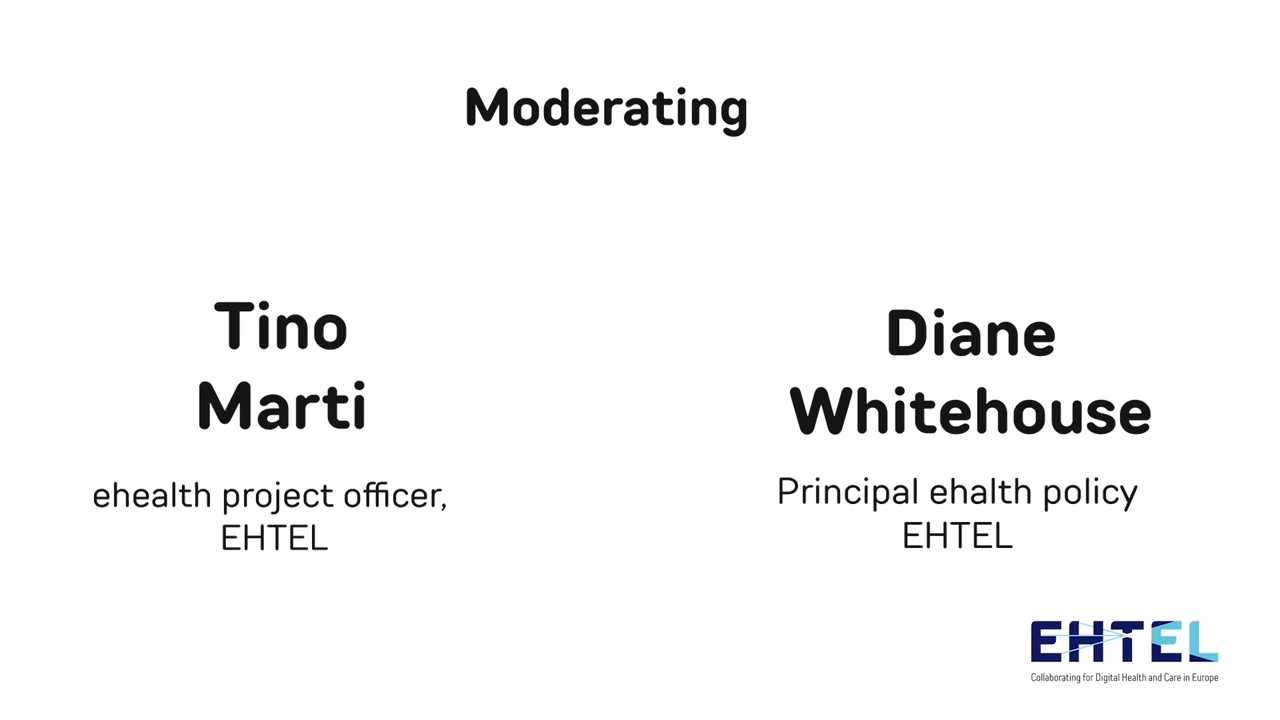 Moderating
Tino
Marti
ehealth project officer,
EHTEL
Diane
Whitehouse
Principal ehalth policy
EHTEL
EHTEL
Collaborating for Digital Health and Care in Europe